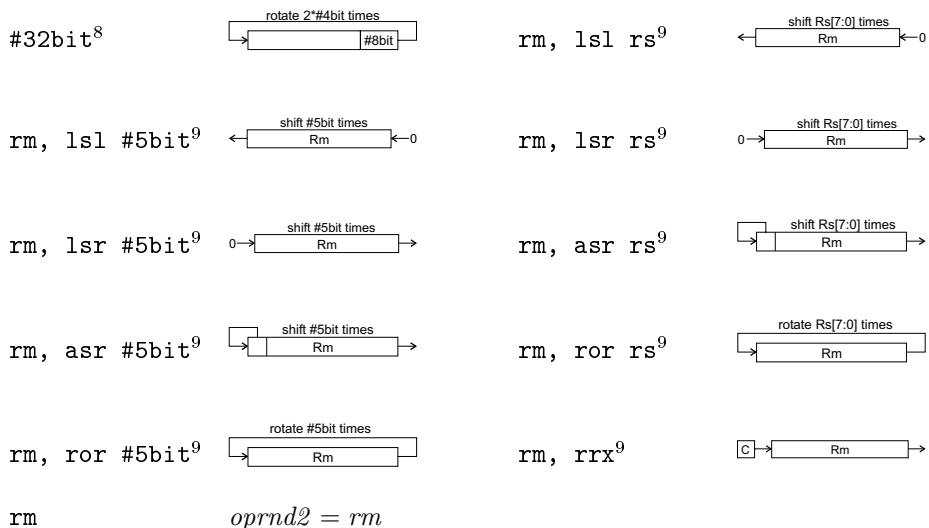 #32bit⁸
rotate 2*#4bit times
#8bit
rm, lsl rs⁹
shift Rs[7:0] times
Rm
0
rm, lsl #5bit⁹
shift #5bit times
Rm
0
rm, lsr rs⁹
shift Rs[7:0] times
0
Rm
rm, lsr #5bit⁹
shift #5bit times
0
Rm
rm, asr rs⁹
shift Rs[7:0] times
Rm
rm, asr #5bit⁹
shift #5bit times
Rm
rm, ror rs⁹
rotate Rs[7:0] times
Rm
rm, ror #5bit⁹
rotate #5bit times
Rm
rm, rrx⁹
C
Rm
rm
oprnd2 = rm